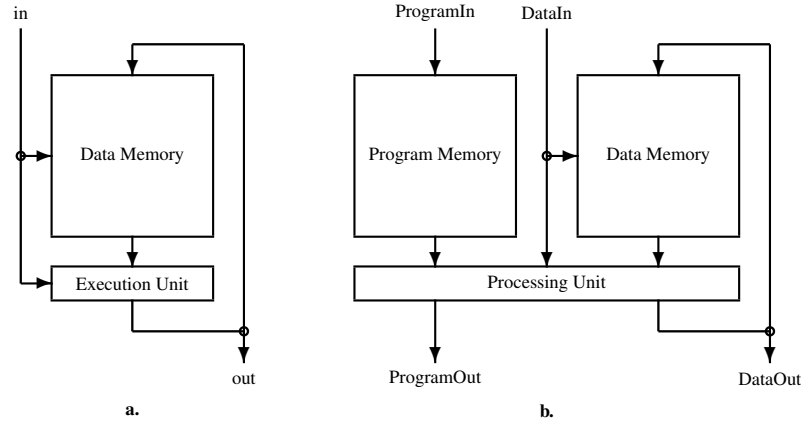 in
Data Memory
Execution Unit
out
a.
ProgramIn
DataIn
Program Memory
Data Memory
Processing Unit
ProgramOut
DataOut
b.